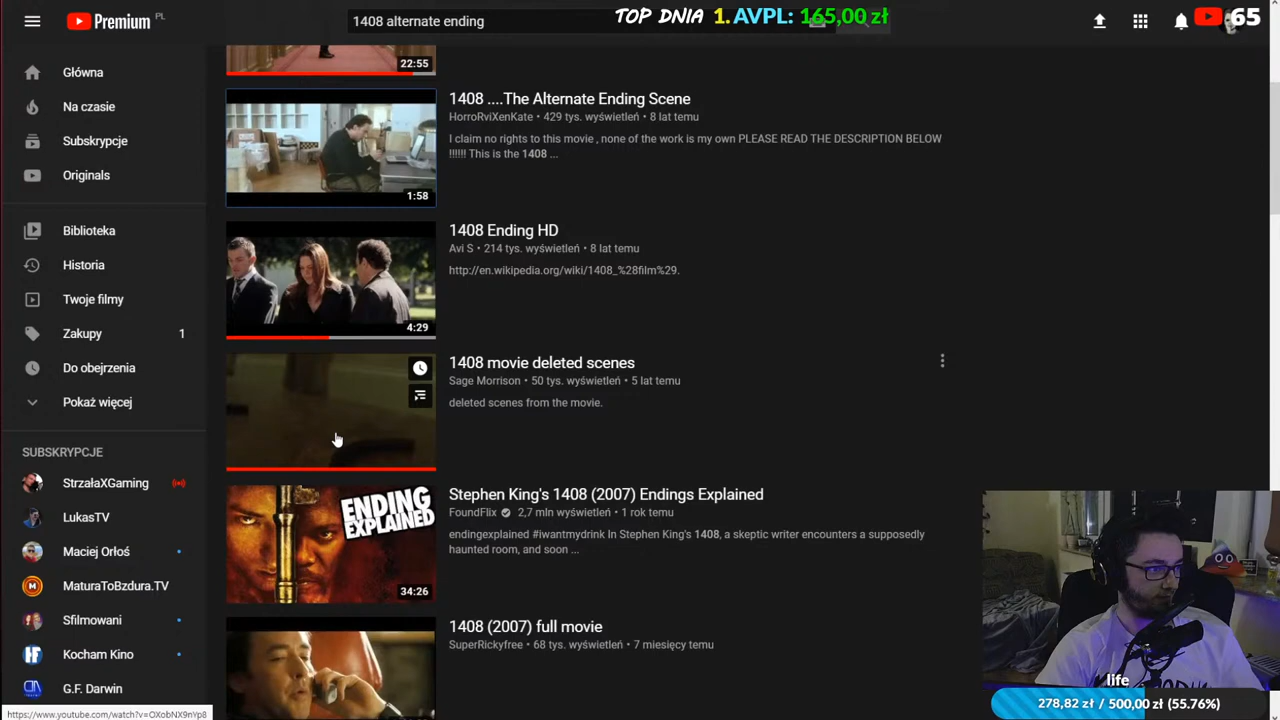 Premium PL
1408 alternate ending
TOP DNIA 1. AVPL: 165,00 zł
65
Główna
Na czasie
Subskrypcje
Originals
Biblioteka
Historia
Twoje filmy
Zakupy 1
Do obejrzenia
Pokaż więcej
SUBSKRYPCJE
StrzałaXGaming
LukasTV
Maciej Orłoś
MaturaToBzdura.TV
Sfilmowani
Kocham Kino
G.F. Darwin
https://www.youtube.com/watch?v=OXobNX9nYp8
22:55
1408 ....The Alternate Ending Scene
HorroRviXenKate • 429 tys. wyświetleń • 8 lat temu
I claim no rights to this movie , none of the work is my own PLEASE READ THE DESCRIPTION BELOW
!!!!!! This is the 1408 ...
1:58
1408 Ending HD
Avi S • 214 tys. wyświetleń • 8 lat temu
http://en.wikipedia.org/wiki/1408_%28film%29.
4:29
1408 movie deleted scenes
Sage Morrison • 50 tys. wyświetleń • 5 lat temu
deleted scenes from the movie.
ENDING
EXPLAINED
34:26
Stephen King's 1408 (2007) Endings Explained
FoundFlix 2,7 mln wyświetleń • 1 rok temu
endingexplained #iwantmydrink In Stephen King's 1408, a skeptic writer encounters a supposedly
haunted room, and soon ...
1408 (2007) full movie
SuperRickyfree • 68 tys. wyświetleń • 7 miesięcy temu
life
278,82 zł / 500,00 zł (55.76%)